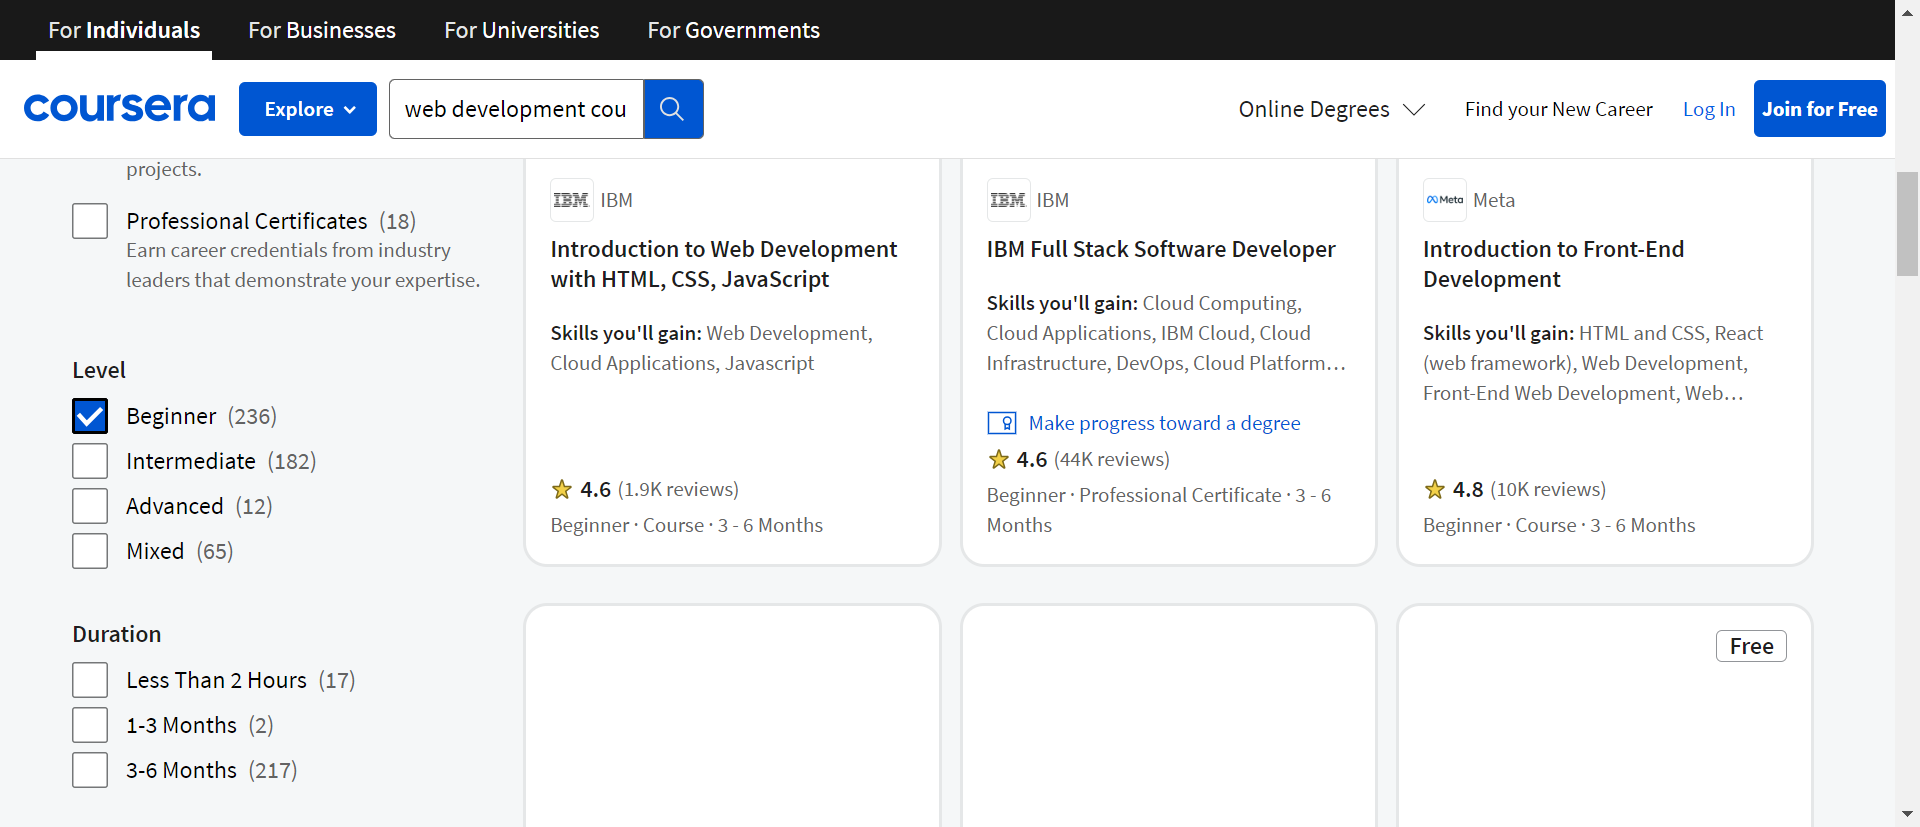 For Individuals
For Businesses
For Universities
For Governments
coursera
Explore
web development cou
Online Degrees
Find your New Career
Log In
Join for Free
projects.
Professional Certificates (18)
Earn career credentials from industry
leaders that demonstrate your expertise.
Level
Beginner (236)
Intermediate (182)
Advanced (12)
Mixed (65)
Duration
Less Than 2 Hours (17)
1-3 Months (2)
3-6 Months (217)
IBM IBM
Introduction to Web Development
with HTML, CSS, JavaScript
Skills you'll gain: Web Development,
Cloud Applications, Javascript
4.6 (1.9K reviews)
Beginner · Course · 3 - 6 Months
IBM IBM
IBM Full Stack Software Developer
Skills you'll gain: Cloud Computing,
Cloud Applications, IBM Cloud, Cloud
Infrastructure, DevOps, Cloud Platform...
Make progress toward a degree
4.6 (44K reviews)
Beginner · Professional Certificate · 3 - 6
Months
Meta Meta
Introduction to Front-End
Development
Skills you'll gain: HTML and CSS, React
(web framework), Web Development,
Front-End Web Development, Web...
4.8 (10K reviews)
Beginner · Course · 3 - 6 Months
Free